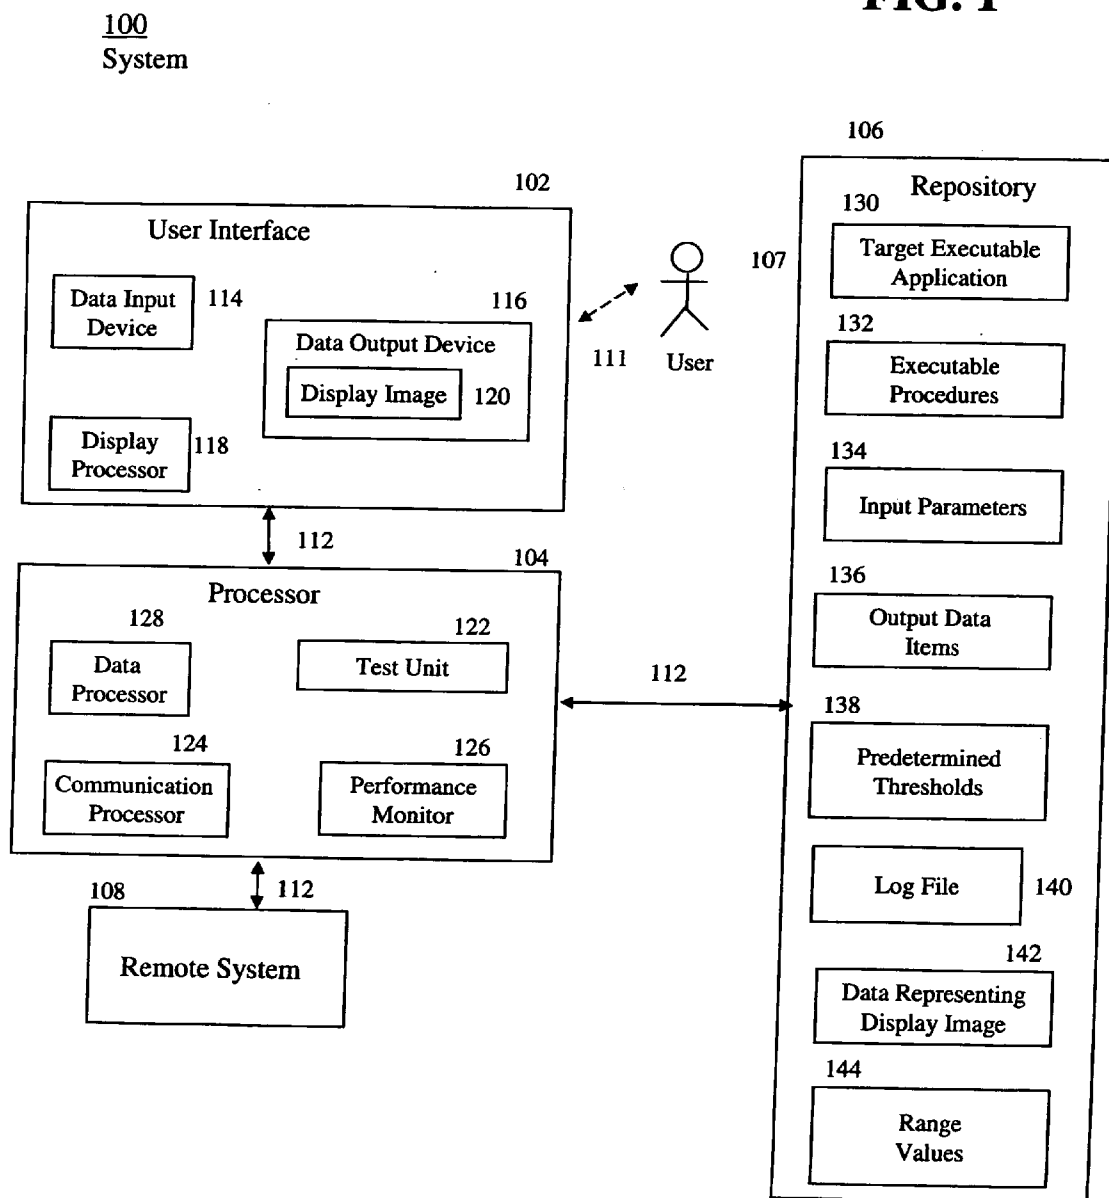 FIG. 1
100
System
106
102
Repository
User Interface
130
Target Executable
Application
107
Data Input
Device
114
116
Data Output Device
Display Image
120
111
User
132
Executable
Procedures
Display
Processor
118
134
Input Parameters
112
104
Processor
136
Output Data
Items
128
Data
Processor
122
Test Unit
112
138
Predetermined
Thresholds
124
Communication
Processor
126
Performance
Monitor
Log File
140
108
112
Remote System
142
Data Representing
Display Image
144
Range
Values